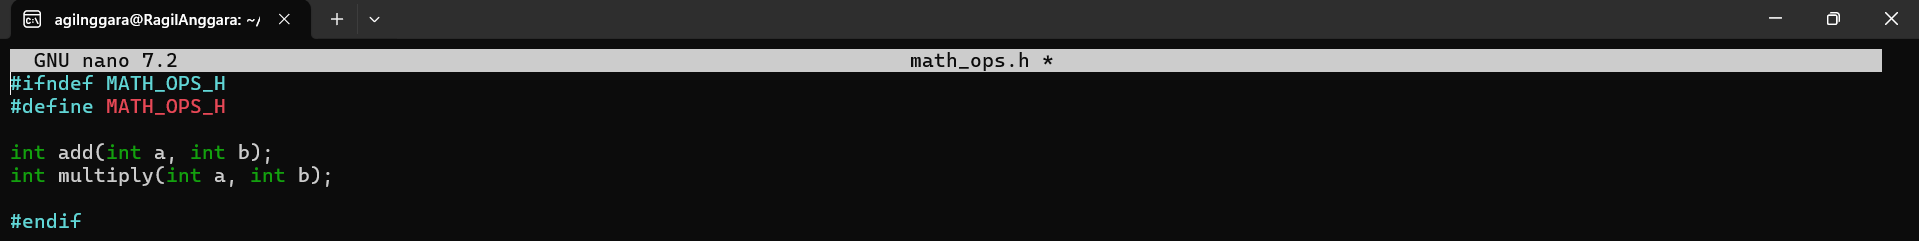 agilnggara@RagilAnggara: ~/
GNU nano 7.2 math_ops.h *
#ifndef MATH_OPS_H
#define MATH_OPS_H
int add(int a, int b);
int multiply(int a, int b);
#endif